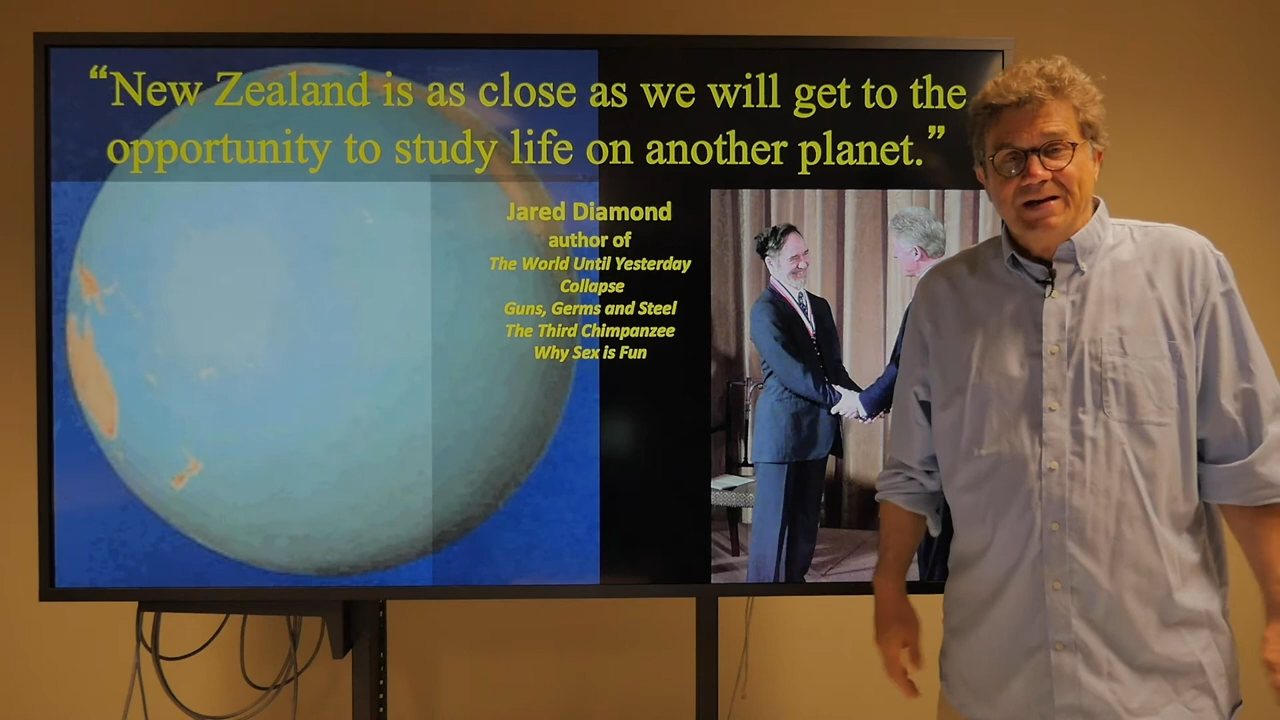 “New Zealand is as close as we will get to the
opportunity to study life on another planet.”
Jared Diamond
author of
The World Until Yesterday
Collapse
Guns, Germs and Steel
The Third Chimpanzee
Why Sex is Fun